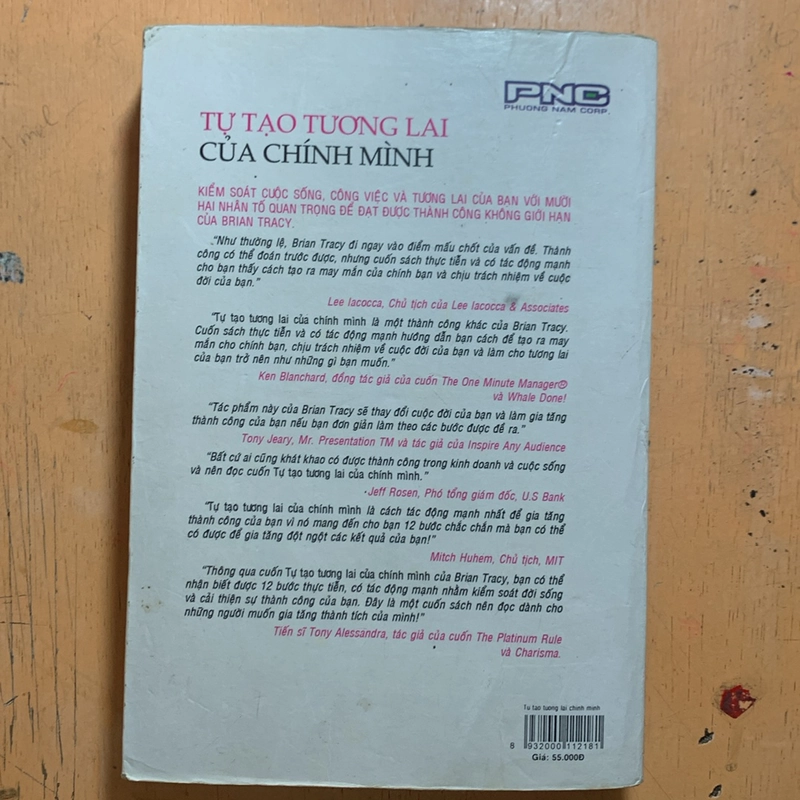 PNC
PHUONG NAM CORP.
TỰ TẠO TƯƠNG LAI
CỦA CHÍNH MÌNH
KIỂM SOÁT CUỘC SỐNG, CÔNG VIỆC VÀ TƯƠNG LAI CỦA BẠN VỚI MƯỜI
HAI NHÂN TỐ QUAN TRỌNG ĐỂ ĐẠT ĐƯỢC THÀNH CÔNG KHÔNG GIỚI HẠN
CỦA BRIAN TRACY.
."Như thường lệ, Brian Tracy đi ngay vào điểm mấu chốt của vấn đề. Thành
công có thể đoán trước được, nhưng cuốn sách thực tiễn và có tác động mạnh
cho bạn thấy cách tạo ra may mắn của chính bạn và chịu trách nhiệm về cuộc
đời của bạn."
Lee Iacocca, Chủ tịch của Lee Iacocca & Associates
"Tự tạo tương lai của chính mình là một thành công khác của Brian Tracy.
Cuốn sách thực tiễn và có tác động mạnh hướng dẫn bạn cách để tạo ra may
mắn cho chính bạn, chịu trách nhiệm về cuộc đời của bạn và làm cho tương lai
của bạn trở nên như những gì bạn muốn."
Ken Blanchard, đồng tác giả của cuốn The One Minute Manager®
và Whale Done!
"Tác phẩm này của Brian Tracy sẽ thay đổi cuộc đời của bạn và làm gia tăng
thành công của bạn nếu bạn đơn giản làm theo các bước được đề ra."
Tony Jeary, Mr. Presentation TM và tác giả của Inspire Any Audience
"Bất cứ ai cũng khát khao có được thành công trong kinh doanh và cuộc sống
và nên đọc cuốn Tự tạo tương lai của chính mình."
-Jeff Rosen, Phó tổng giám đốc, U.S Bank
"Tự tạo tương lai của chính mình là cách tác động mạnh nhất để gia tăng
thành công của bạn vì nó mang đến cho bạn 12 bước chắc chắn mà bạn có thể
có được để gia tăng đột ngột các kết quả của bạn!"
Mitch Huhem, Chủ tịch, MIT
"Thông qua cuốn Tự tạo tương lai của chính mình của Brian Tracy, bạn có thể
nhận biết được 12 bước thực tiễn, có tác động mạnh nhằm kiểm soát đời sống
và cải thiện sự thành công của bạn. Đây là một cuốn sách nên đọc dành cho
những người muốn gia tăng thành tích của mình!"
Tiến sĩ Tony Alessandra, tác giả của cuốn The Platinum Rule
và Charisma.
Tu tao tuong lai chinh minh
8 932000 112181
Giá: 55.000Đ